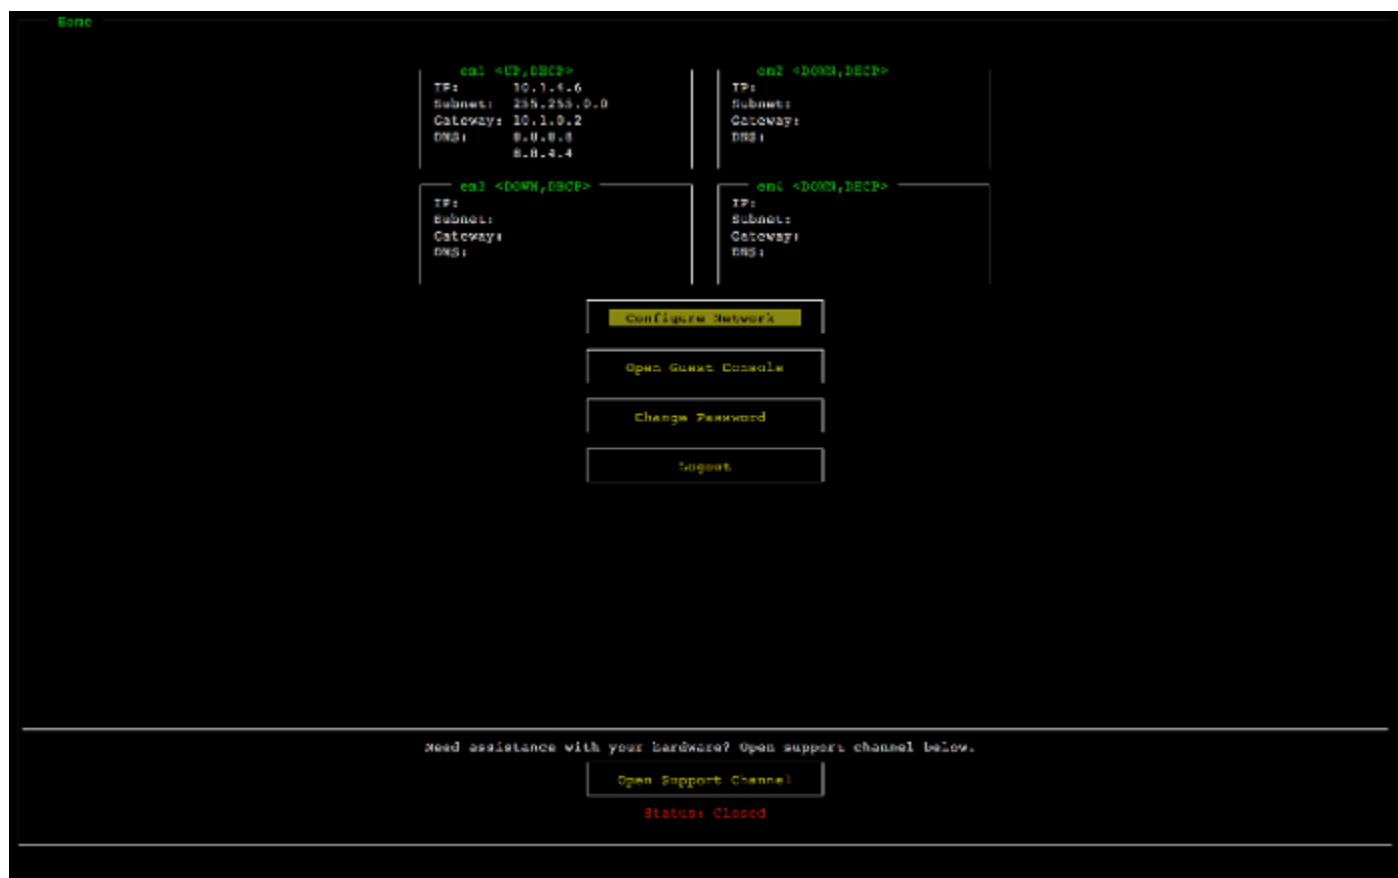 Home
em1 <UP,DHCP>
IP: 10.1.4.6
Subnet: 255.255.0.0
Gateway: 10.1.0.2
DNS: 8.8.8.8
8.8.4.4
em2 <DOWN,DHCP>
IP:
Subnet:
Gateway:
DNS:
em3 <DOWN,DHCP>
IP:
Subnet:
Gateway:
DNS:
em4 <DOWN,DHCP>
IP:
Subnet:
Gateway:
DNS:
Configure Network
Open Guest Console
Change Password
Logout
Need assistance with your hardware? Open support channel below.
Open Support Channel
Status: Closed